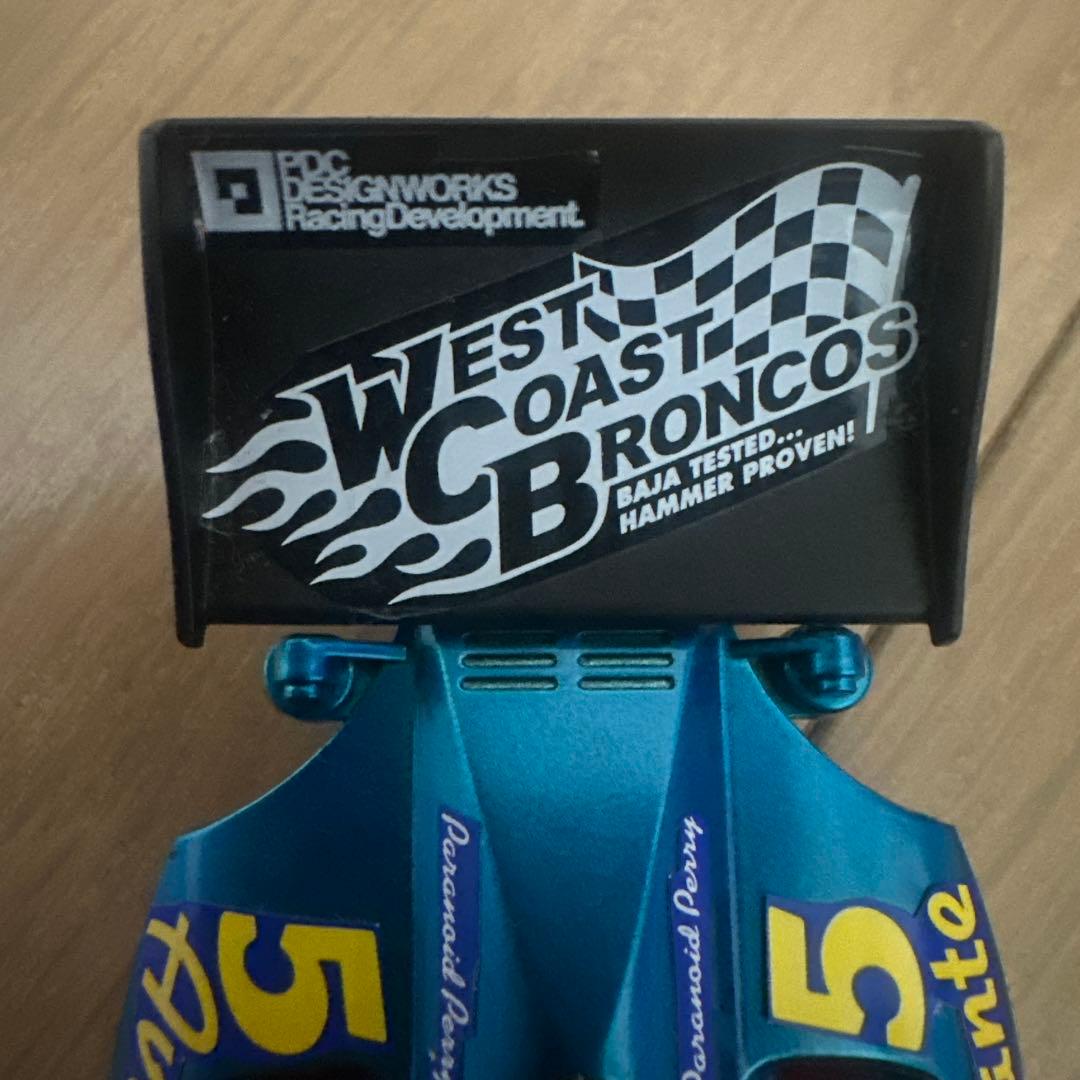 PDC
DESIGNWORKS
RacingDevelopment.
WEST
COAST
BRONCOS
BAJA TESTED...
HAMMER PROVEN!
Paranoid Perry
Paranoid Perry
5
5